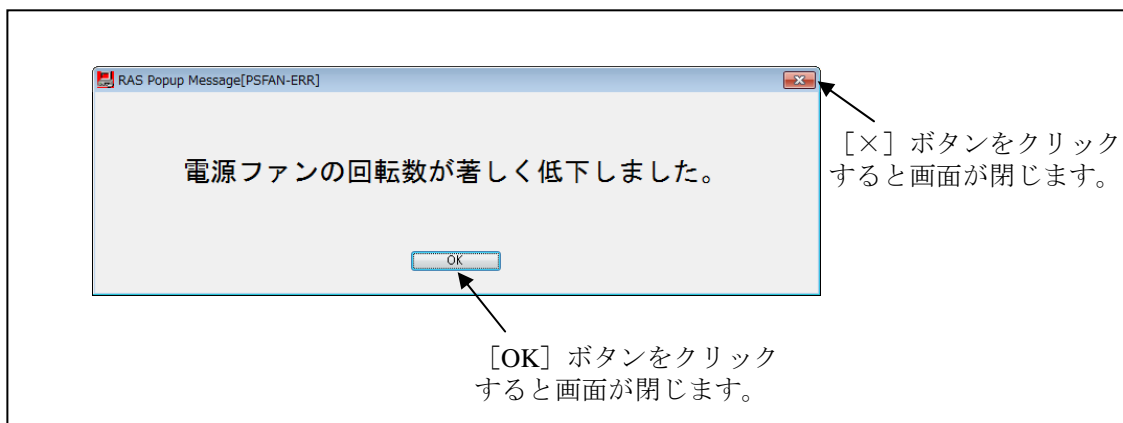 RAS Popup Message[PSFAN-ERR]
電源ファンの回転数が著しく低下しました。
［×］ボタンをクリック
すると画面が閉じます。
OK
［OK］ボタンをクリック
すると画面が閉じます。